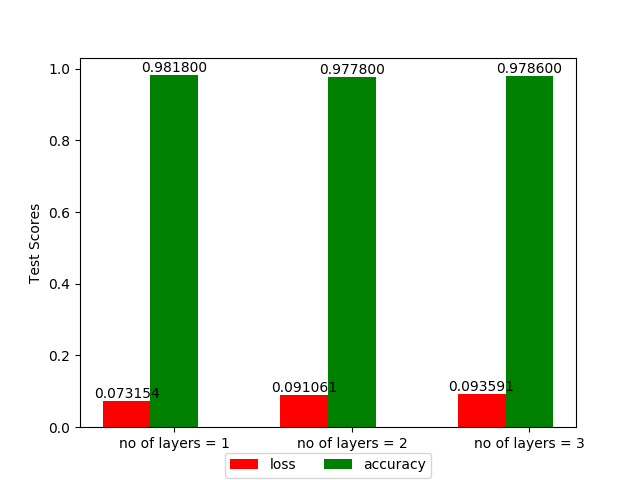 0.981800 0.977800 0.978600
1.0
0.8
0.6
0.4
0.2
0.0
Test Scores
0.073154 0.091061 0.093591
no of layers = 1 no of layers = 2 no of layers = 3
loss accuracy